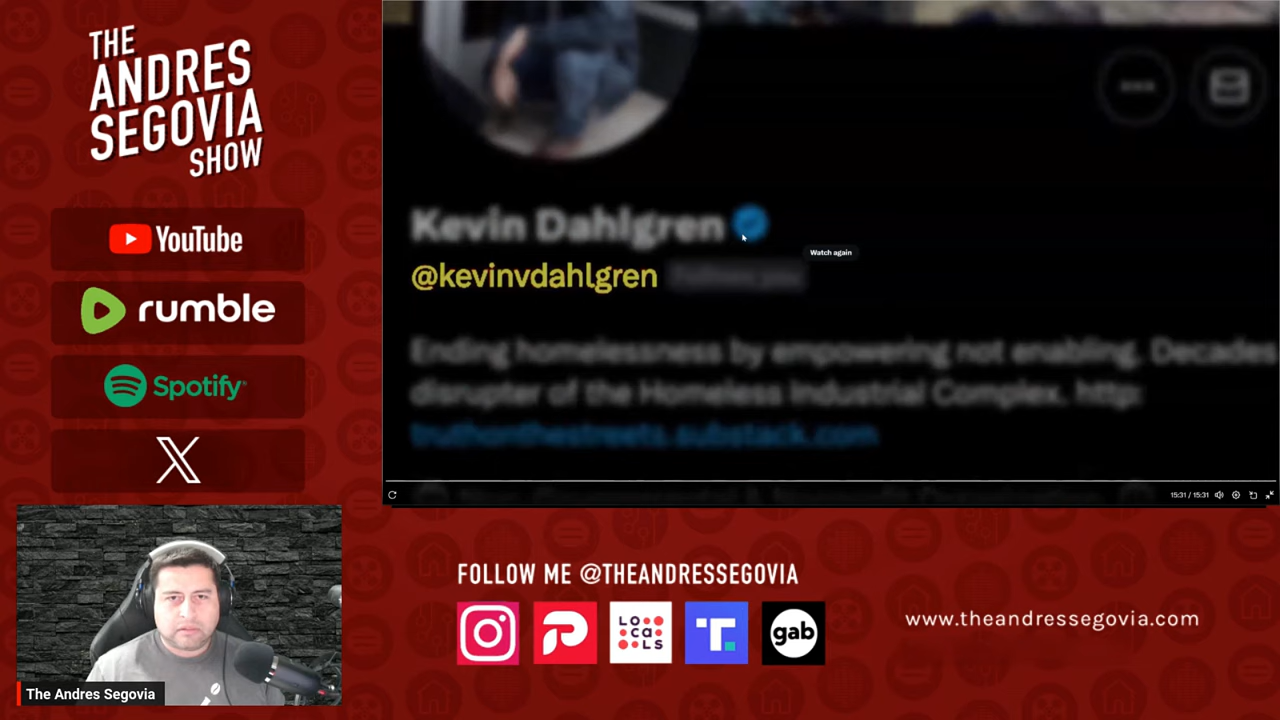 THE
ANDRES
SEGOVIA
SHOW
YouTube
rumble
Spotify
The Andres Segovia
Kevin Dahlgren
Watch again
@kevinvdahlgren
Follows you
Ending homelessness by empowering not enabling. Decades
disrupter of the Homeless Industrial Complex. http:
truthonthestreets.substack.com
15:31 / 15:31
FOLLOW ME @THEANDRESSEGOVIA
LOcaLS
gab
www.theandressegovia.com